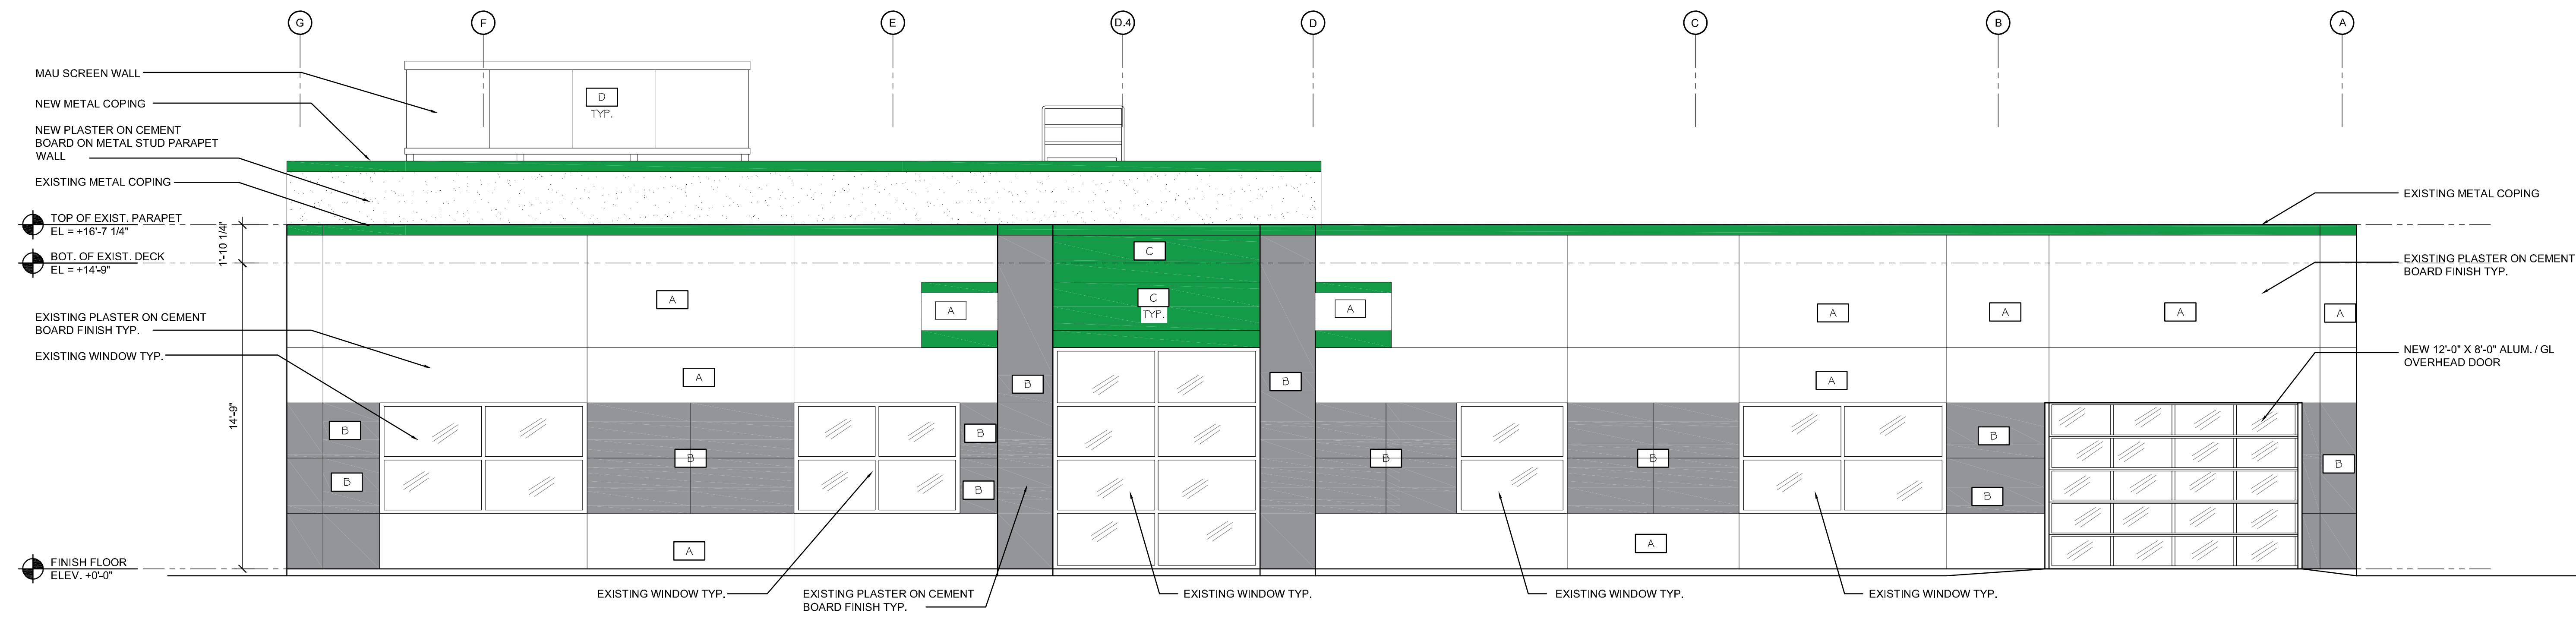 G
F
E
D.4
D
C
B
A
MAU SCREEN WALL
NEW METAL COPING
NEW PLASTER ON CEMENT
BOARD ON METAL STUD PARAPET
WALL
EXISTING METAL COPING
TOP OF EXIST. PARAPET
EL = +16'-7 1/4"
BOT. OF EXIST. DECK
EL = +14'-9"
1'-10 1/4"
14'-9"
EXISTING PLASTER ON CEMENT
BOARD FINISH TYP.
EXISTING WINDOW TYP.
FINISH FLOOR
ELEV. +0'-0"
D
TYP.
C
C
TYP.
A
A
A
A
A
A
A
A
A
B
B
B
B
B
B
B
B
B
B
B
B
A
A
EXISTING METAL COPING
EXISTING PLASTER ON CEMENT
BOARD FINISH TYP.
NEW 12'-0" X 8'-0" ALUM. / GL
OVERHEAD DOOR
EXISTING WINDOW TYP.
EXISTING PLASTER ON CEMENT
BOARD FINISH TYP.
EXISTING WINDOW TYP.
EXISTING WINDOW TYP.
EXISTING WINDOW TYP.